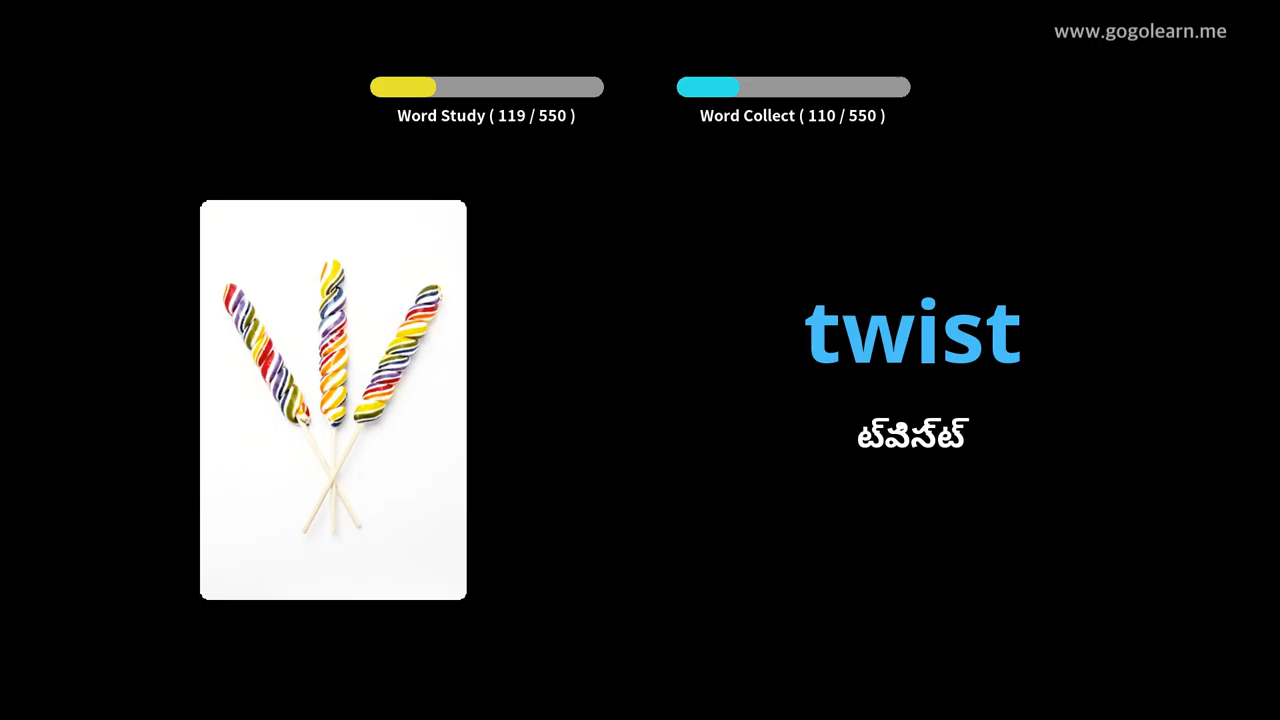 www.gogolearn.me
Word Study ( 119 / 550 )
Word Collect ( 110 / 550 )
twist
ట్‌విస్‌ట్